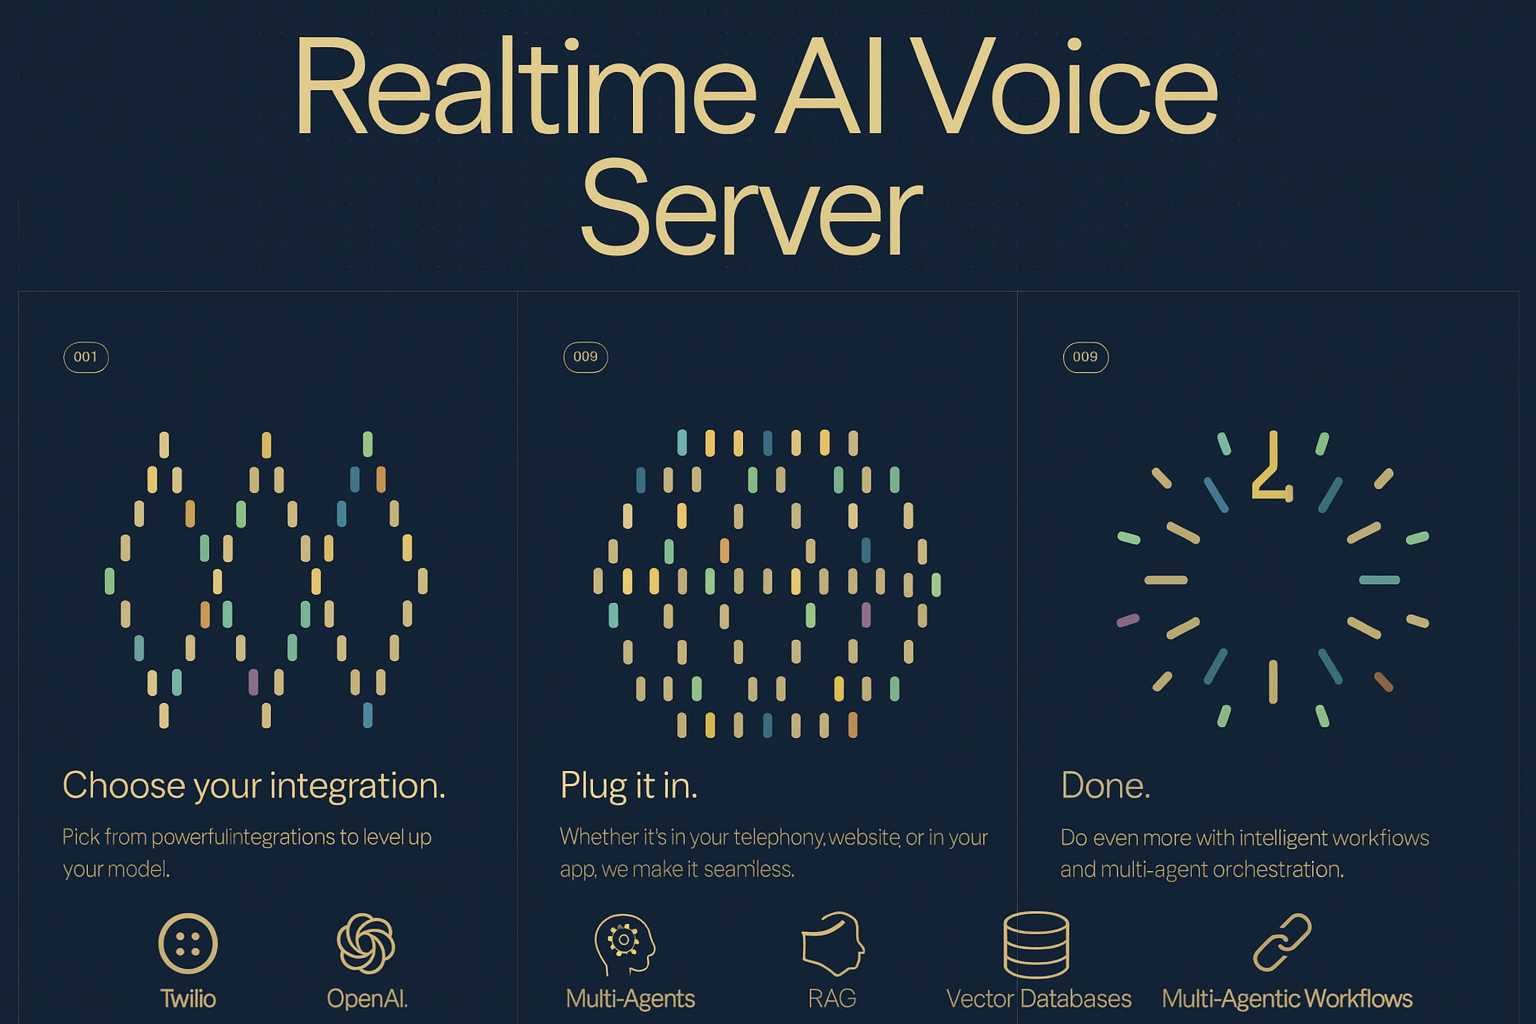 Realtime AI Voice
Server
001
009
009
Choose your integration.
Pick from powerfulintegrations to level up
your model.
Plug it in.
Whether it's in your telephony, website, or in your
app, we make it seamless.
Done.
Do even more with intelligent workflows
and multi-agent orchestration.
Twilio
OpenAI.
Multi-Agents
RAG
Vector Databases
Multi-Agentic Workflows